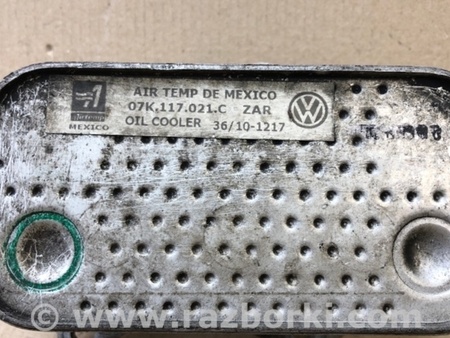 AIR TEMP DE MEXICO
07K.117.021.C ZAR
OIL COOLER 36/10-1217
MEXICO
www.razborki.com